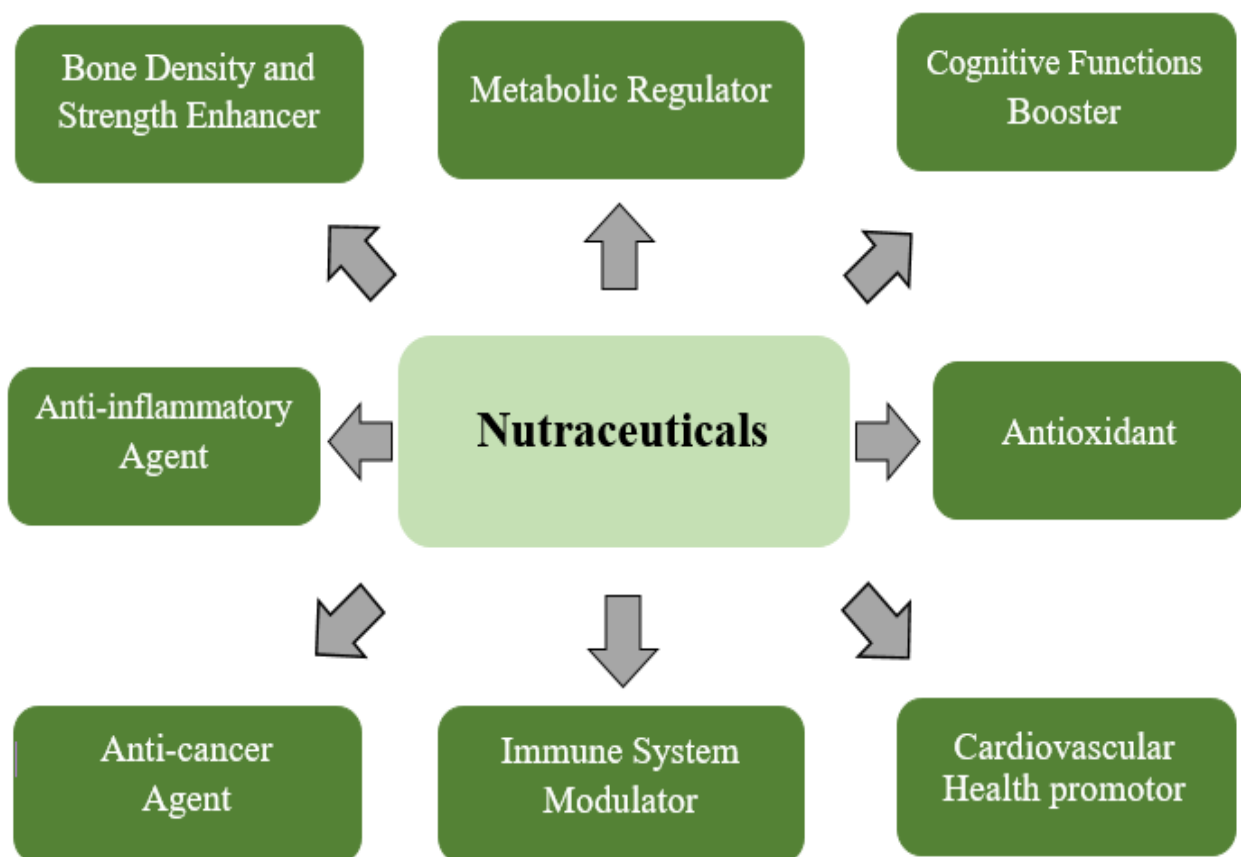 Bone Density and
Strength Enhancer
Metabolic Regulator
Cognitive Functions
Booster
Anti-inflammatory
Agent
Nutraceuticals
Antioxidant
Anti-cancer
Agent
Immune System
Modulator
Cardiovascular
Health promotor